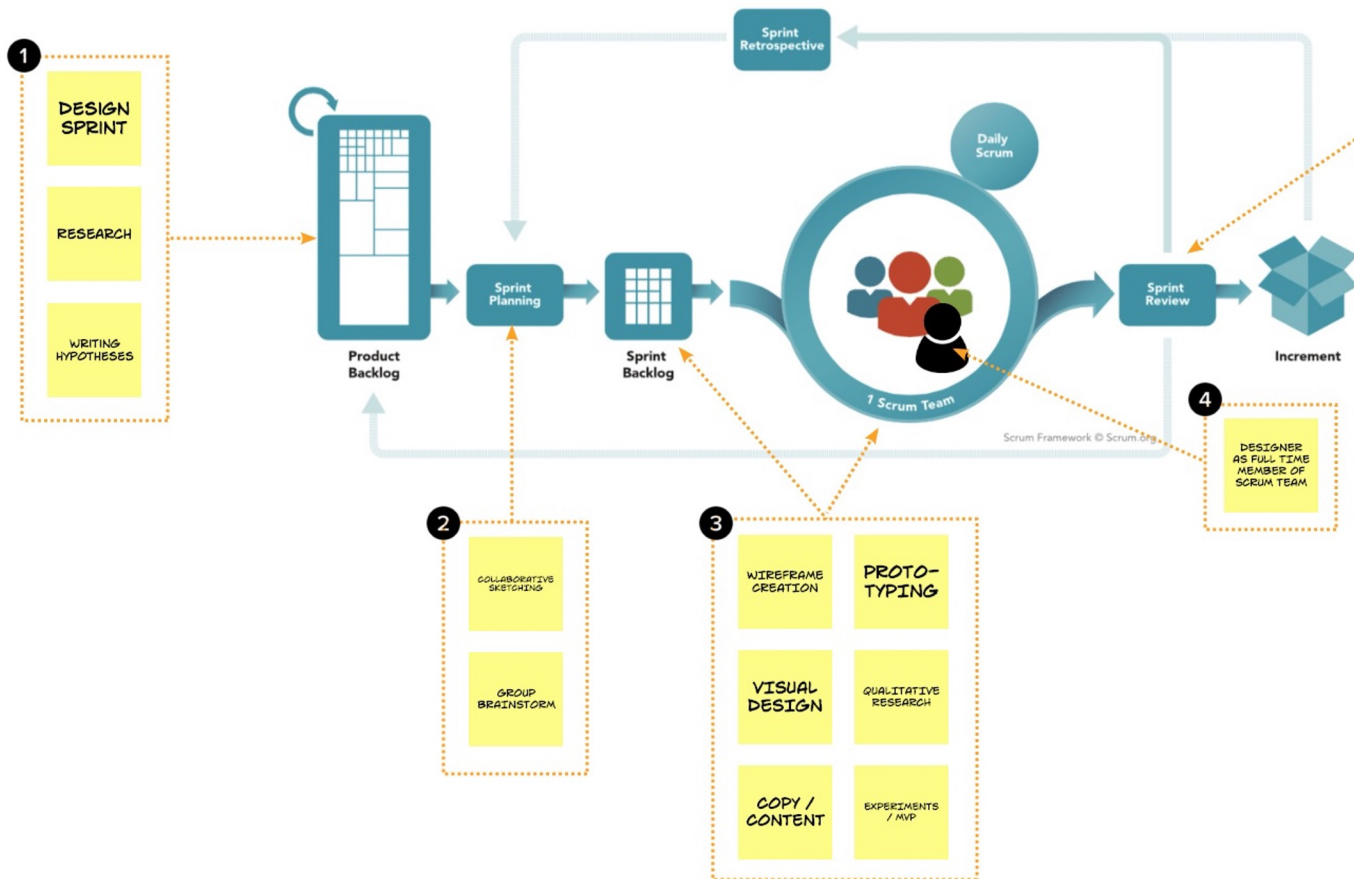 Sprint
Retrospective
1
DESIGN
SPRINT
RESEARCH
WRITING
HYPOTHESES
Daily
Scrum
Sprint
Planning
Sprint
Review
Product
Backlog
Sprint
Backlog
1 Scrum Team
Increment
Scrum Framework © Scrum.org
4
DESIGNER
AS FULL TIME
MEMBER OF
SCRUM TEAM
2
COLLABORATIVE
SKETCHING
GROUP
BRAINSTORM
3
WIREFRAME
CREATION
PROTO-
TYPING
VISUAL
DESIGN
QUALITATIVE
RESEARCH
COPY /
CONTENT
EXPERIMENTS
/ MVP